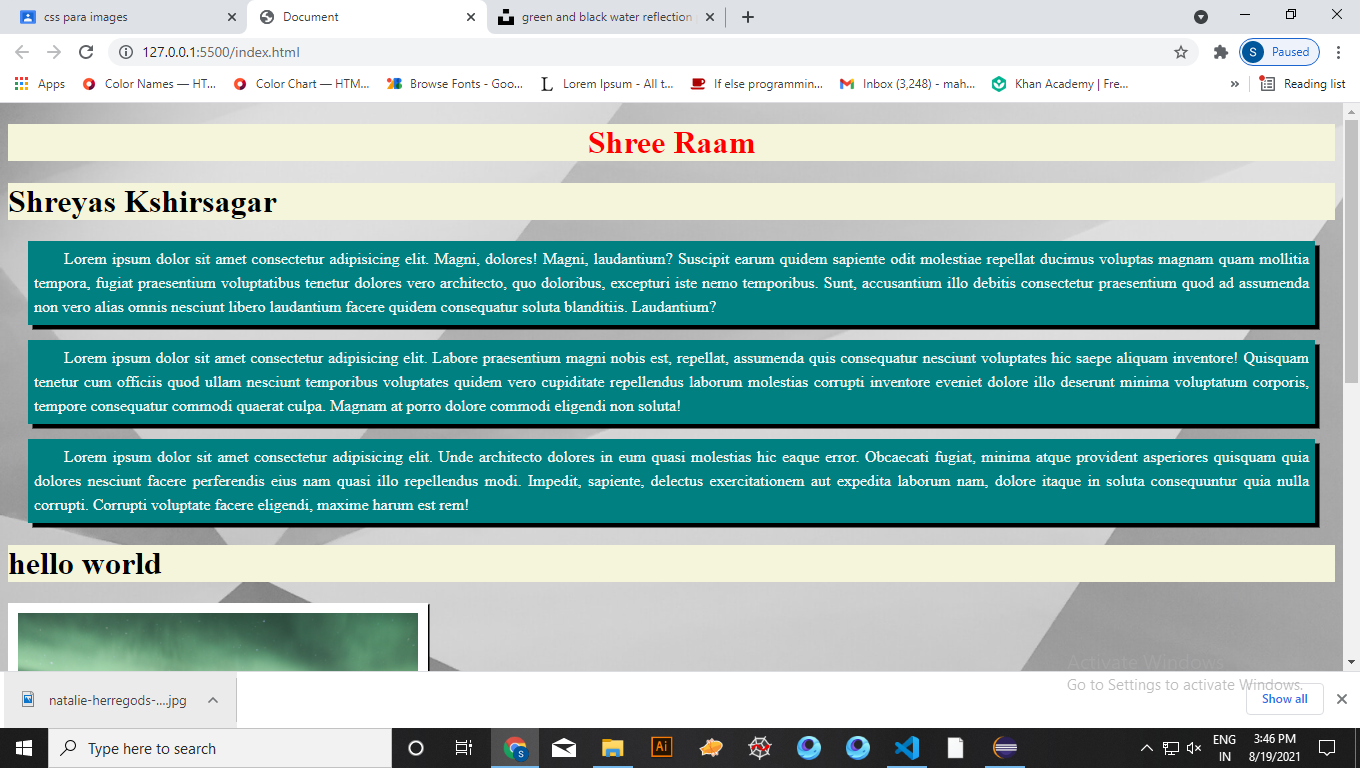 css para images
Document
green and black water reflection
127.0.0.1:5500/index.html
S Paused
Apps
Color Names — HT...
Color Chart — HTM...
Browse Fonts - Goo...
L Lorem Ipsum - All t...
If else programmin...
Inbox (3,248) - mah...
Khan Academy | Fre...
»
Reading list
Shree Raam
Shreyas Kshirsagar
Lorem ipsum dolor sit amet consectetur adipisicing elit. Magni, dolores! Magni, laudantium? Suscipit earum quidem sapiente odit molestiae repellat ducimus voluptas magnam quam mollitia
tempora, fugiat praesentium voluptatibus tenetur dolores vero architecto, quo doloribus, excepturi iste nemo temporibus. Sunt, accusantium illo debitis consectetur praesentium quod ad assumenda
non vero alias omnis nesciunt libero laudantium facere quidem consequatur soluta blanditiis. Laudantium?
Lorem ipsum dolor sit amet consectetur adipisicing elit. Labore praesentium magni nobis est, repellat, assumenda quis consequatur nesciunt voluptates hic saepe aliquam inventore! Quisquam
tenetur cum officiis quod ullam nesciunt temporibus voluptates quidem vero cupiditate repellendus laborum molestias corrupti inventore eveniet dolore illo deserunt minima voluptatum corporis,
tempore consequatur commodi quaerat culpa. Magnam at porro dolore commodi eligendi non soluta!
Lorem ipsum dolor sit amet consectetur adipisicing elit. Unde architecto dolores in eum quasi molestias hic eaque error. Obcaecati fugiat, minima atque provident asperiores quisquam quia
dolores nesciunt facere perferendis eius nam quasi illo repellendus modi. Impedit, sapiente, delectus exercitationem aut expedita laborum nam, dolore itaque in soluta consequuntur quia nulla
corrupti. Corrupti voluptate facere eligendi, maxime harum est rem!
hello world
Activate Windows
Go to Settings to activate Windows.
natalie-herregods-....jpg
Show all
Type here to search
S
Ai
ENG
IN
3:46 PM
8/19/2021